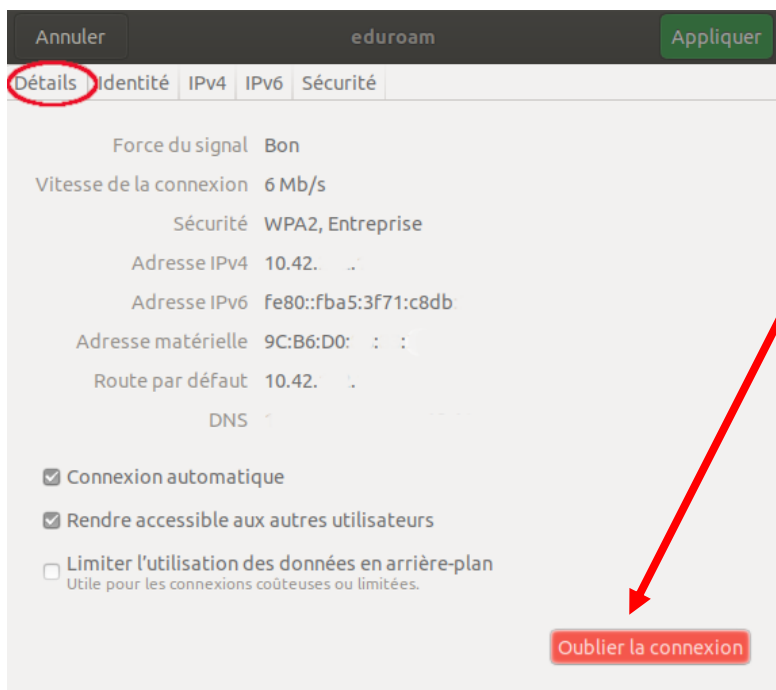 Annuler eduroam Appliquer
Détails Identité IPv4 IPv6 Sécurité
Force du signal Bon
Vitesse de la connexion 6 Mb/s
Sécurité WPA2, Entreprise
Adresse IPv4 10.42. .
Adresse IPv6 fe80::fba5:3f71:c8db:
Adresse matérielle 9C:B6:D0: : :
Route par défaut 10.42. .
DNS
Connexion automatique
Rendre accessible aux autres utilisateurs
Limiter l’utilisation des données en arrière-plan
Utile pour les connexions coûteuses ou limitées.
Oublier la connexion